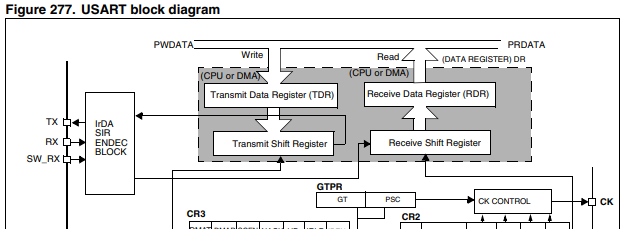 Figure 277. USART block diagram
PWDATA
PRDATA
Write
Read
(DATA REGISTER) DR
(CPU or DMA)
(CPU or DMA)
Transmit Data Register (TDR)
Receive Data Register (RDR)
TX
RX
SW_RX
IrDA
SIR
ENDEC
BLOCK
Transmit Shift Register
Receive Shift Register
GTPR
GT
PSC
CK CONTROL
CK
CR3
CR2